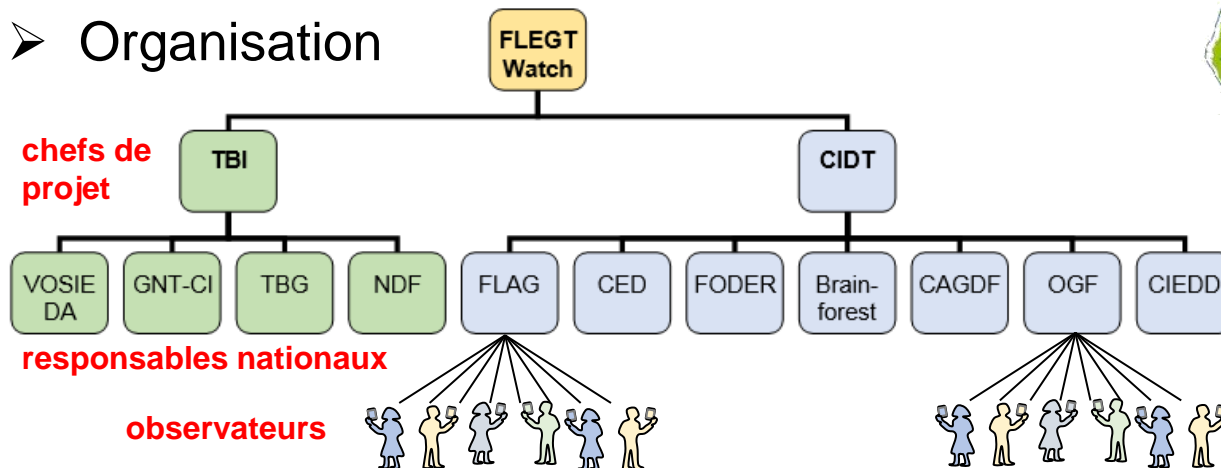 ➢ Organisation
FLEGT
Watch
chefs de
projet
TBI
CIDT
VOSIE
DA
GNT-CI
TBG
NDF
FLAG
CED
FODER
Brain-
forest
CAGDF
OGF
CIEDD
responsables nationaux
observateurs